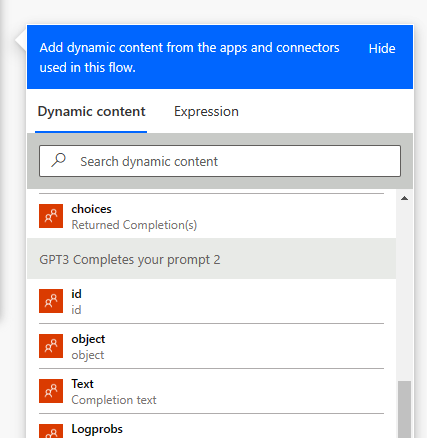 Add dynamic content from the apps and connectors
used in this flow.
Hide
Dynamic content
Expression
Search dynamic content
choices
Returned Completion(s)
GPT3 Completes your prompt 2
id
id
object
object
Text
Completion text
Logprobs